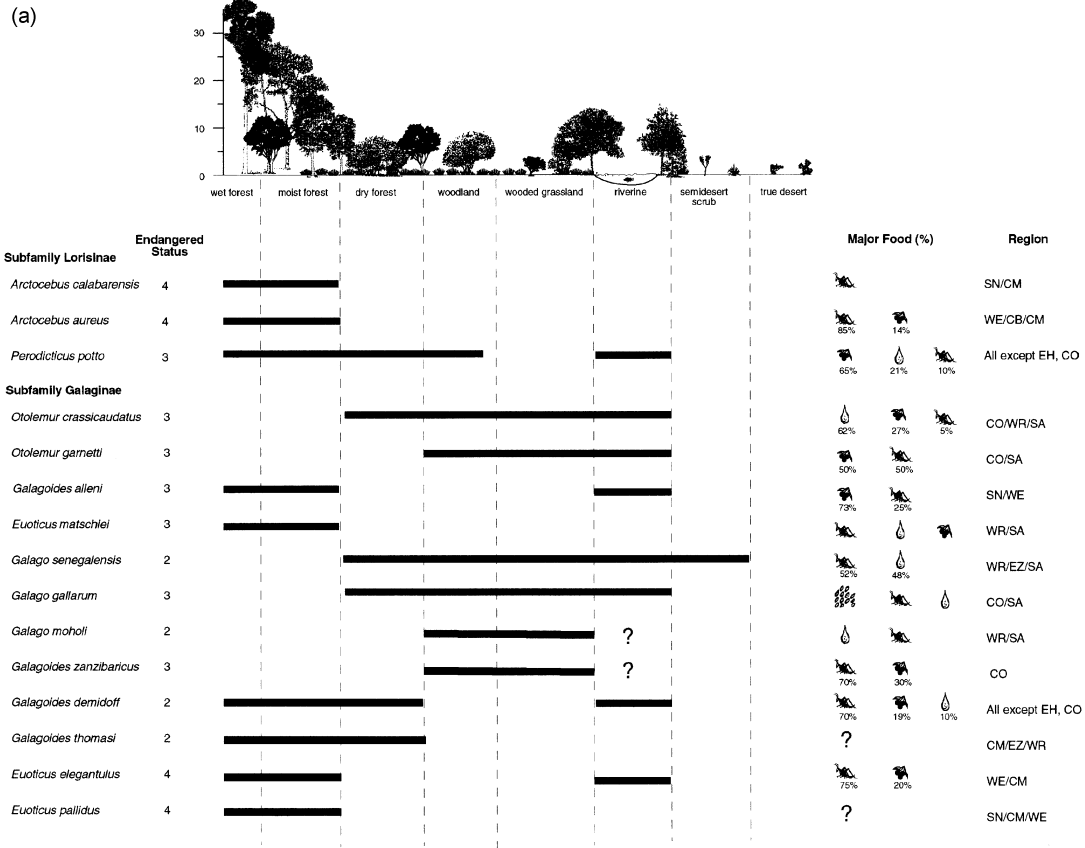 (a)
30
20
10
0
wet forest moist forest dry forest woodland wooded grassland riverine semidesert scrub true desert
Endangered Status Major Food (%) Region
Subfamily Lorisinae
Arctocebus calabarensis 4 SN/CM
Arctocebus aureus 4 WE/CB/CM
85% 14%
Perodicticus potto 3 All except EH, CO
65% 21% 10%
Subfamily Galaginae
Otolemur crassicaudatus 3 CO/WR/SA
62% 27% 5%
Otolemur garnetti 3 CO/SA
50% 50%
Galagoides alleni 3 SN/WE
73% 25%
Euoticus matschiei 3 WR/SA
Galago senegalensis 2 WR/EZ/SA
52% 48%
Galago gallarum 3 CO/SA
Galago moholi 2 ? WR/SA
Galagoides zanzibaricus 3 ? CO
70% 30%
Galagoides demidoff 2 All except EH, CO
70% 19% 10%
Galagoides thomasi 2 ? CM/EZ/WR
Euoticus elegantulus 4 WE/CM
75% 20%
Euoticus pallidus 4 ? SN/CM/WE